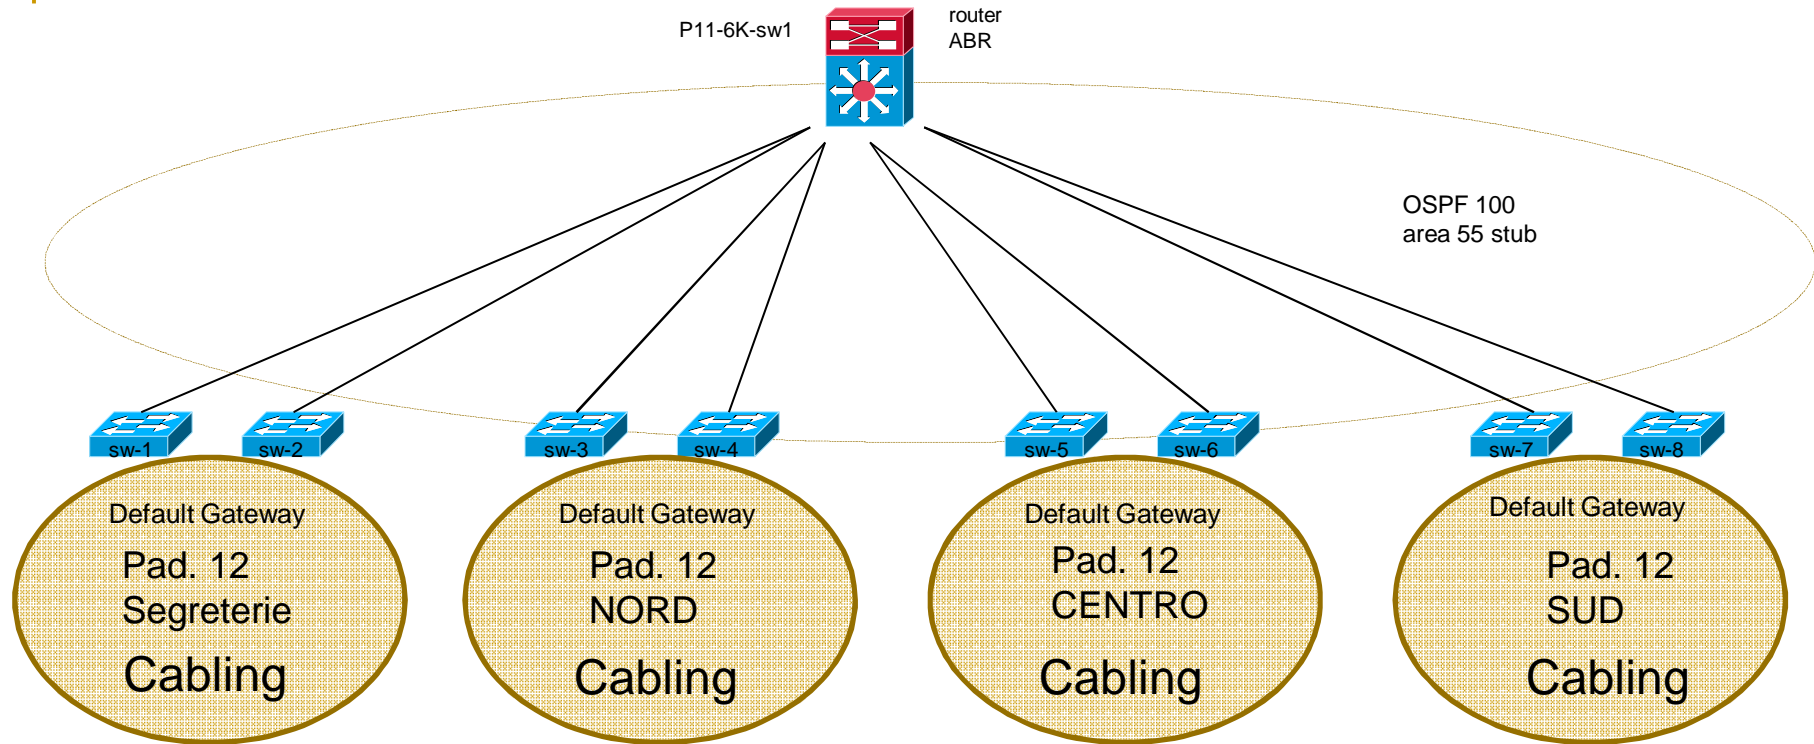 P11-6K-sw1
router
ABR
OSPF 100
area 55 stub
sw-1
sw-2
sw-3
sw-4
sw-5
sw-6
sw-7
sw-8
Default Gateway
Pad. 12
Segreterie
Cabling
Default Gateway
Pad. 12
NORD
Cabling
Default Gateway
Pad. 12
CENTRO
Cabling
Default Gateway
Pad. 12
SUD
Cabling